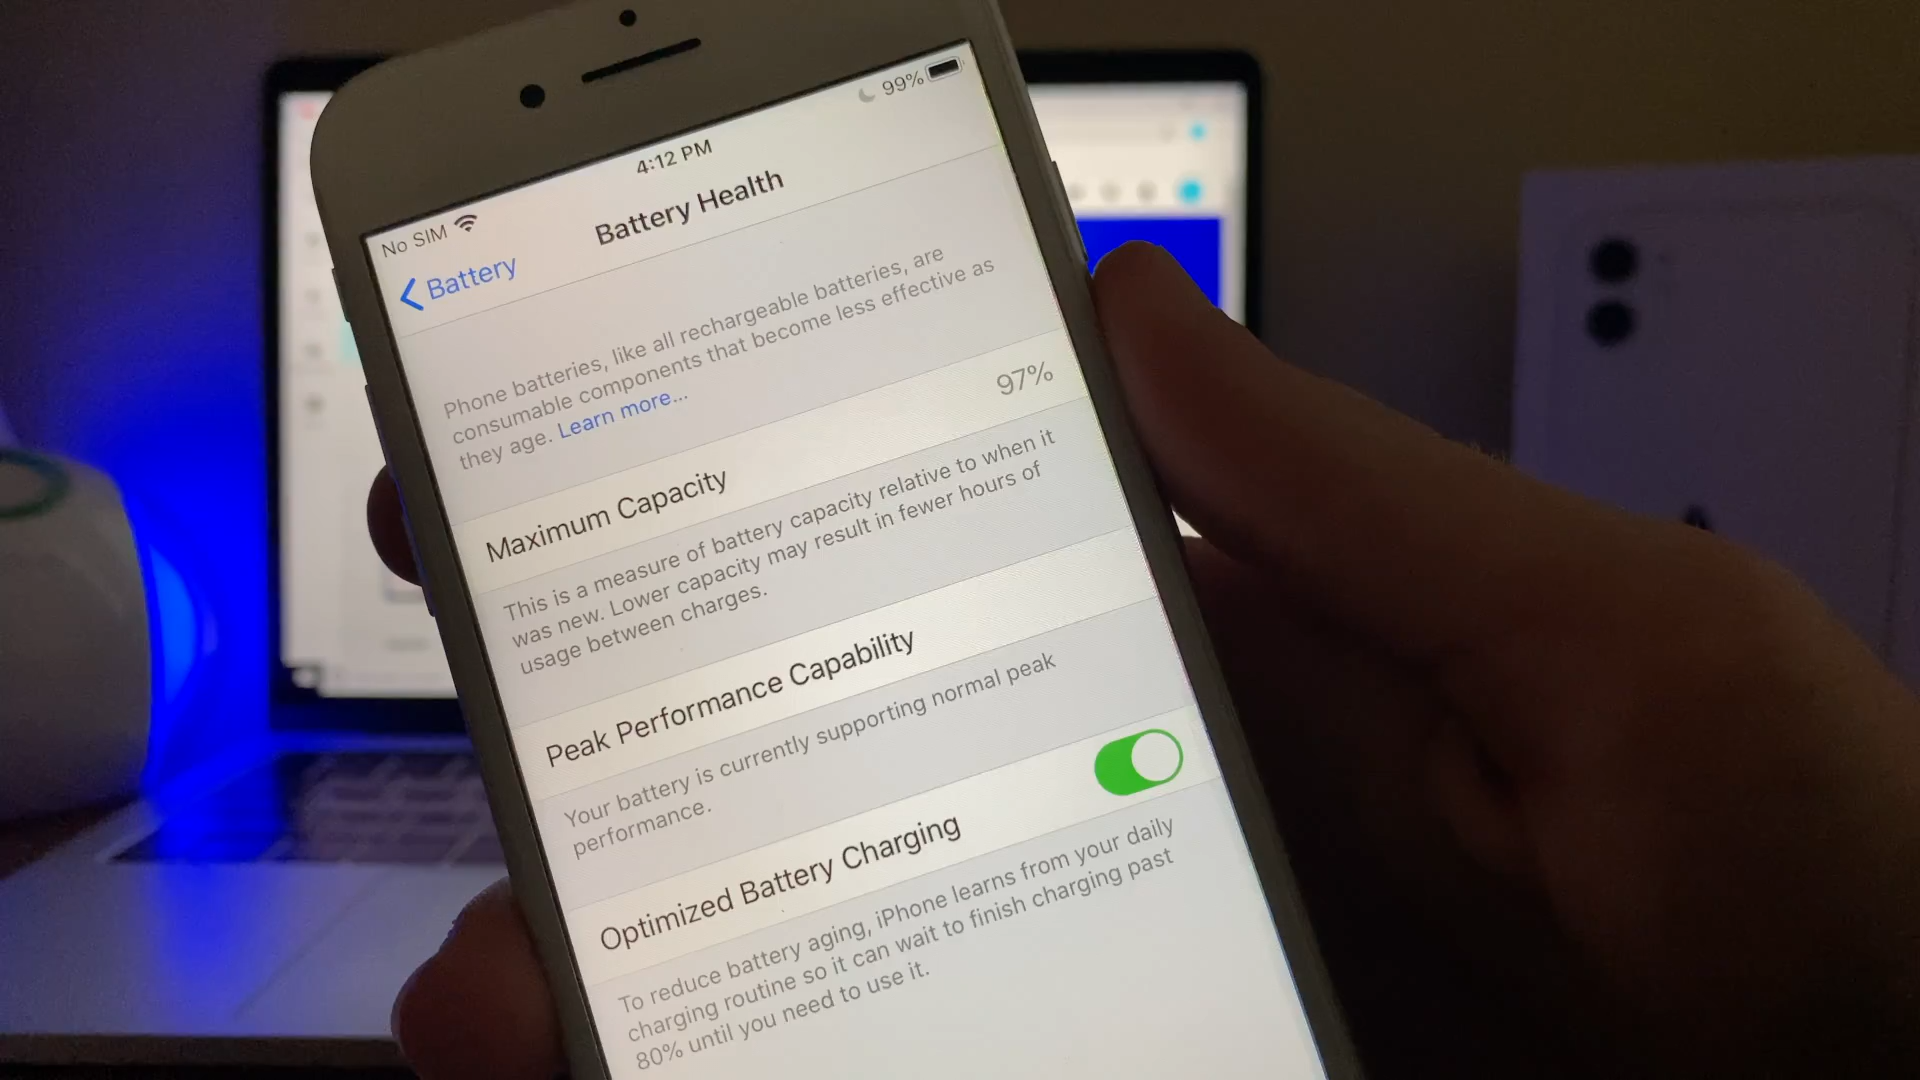 No SIM 4:12 PM 99%
Battery Battery Health
Phone batteries, like all rechargeable batteries, are
consumable components that become less effective as
they age. Learn more...
Maximum Capacity 97%
This is a measure of battery capacity relative to when it
was new. Lower capacity may result in fewer hours of
usage between charges.
Peak Performance Capability
Your battery is currently supporting normal peak
performance.
Optimized Battery Charging
To reduce battery aging, iPhone learns from your daily
charging routine so it can wait to finish charging past
80% until you need to use it.